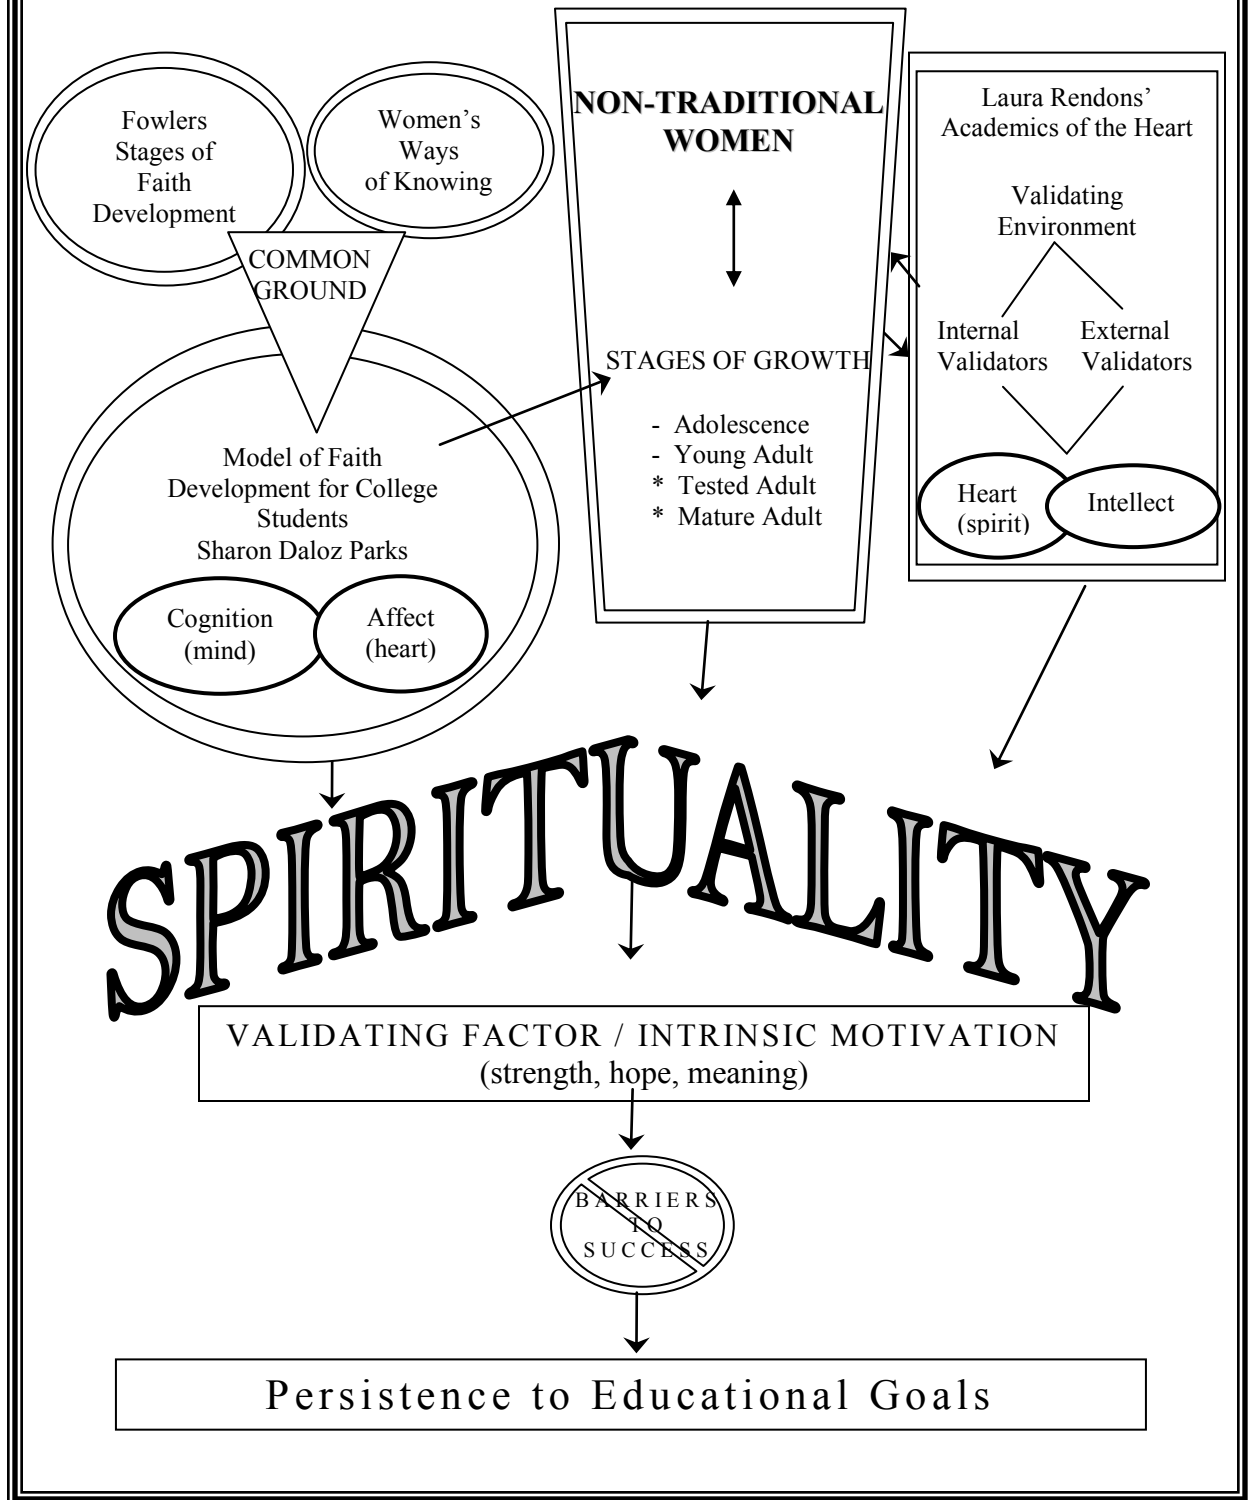 Fowlers
Stages of
Faith
Development
Women’s
Ways
of Knowing
COMMON
GROUND
Model of Faith
Development for College
Students
Sharon Daloz Parks
Cognition
(mind)
Affect
(heart)
NON-TRADITIONAL
WOMEN
STAGES OF GROWTH
- Adolescence
- Young Adult
* Tested Adult
* Mature Adult
Laura Rendons’
Academics of the Heart
Validating
Environment
Internal
Validators
External
Validators
Heart
(spirit)
Intellect
SPIRITUALITY
VALIDATING FACTOR / INTRINSIC MOTIVATION
(strength, hope, meaning)
BARRIERS
TO
SUCCESS
Persistence to Educational Goals